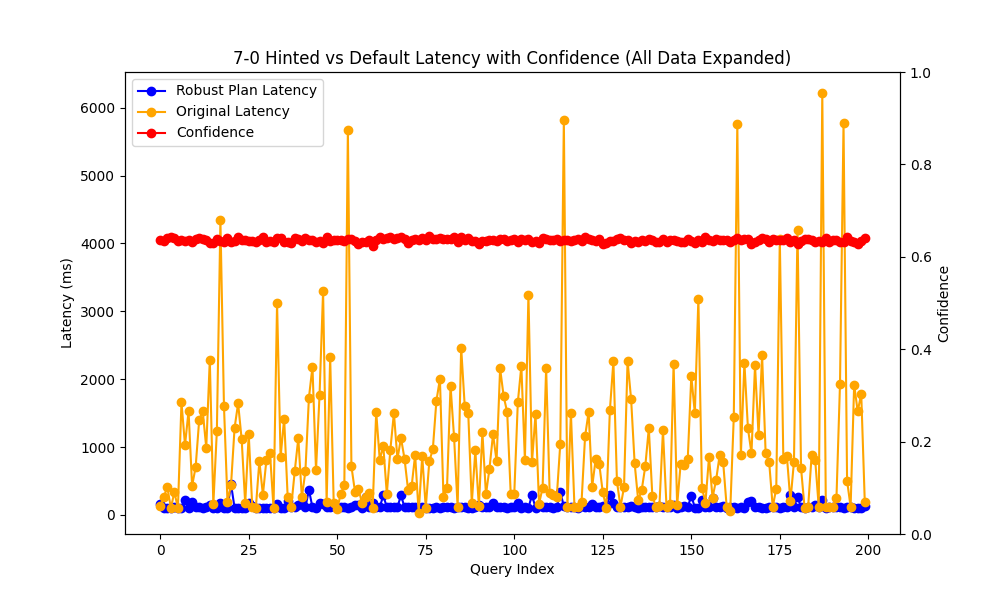 7-0 Hinted vs Default Latency with Confidence (All Data Expanded)
Robust Plan Latency
Original Latency
Confidence
6000
5000
4000
3000
2000
1000
0
Latency (ms)
1.0
0.8
0.6
0.4
0.2
0.0
Confidence
0 25 50 75 100 125 150 175 200
Query Index